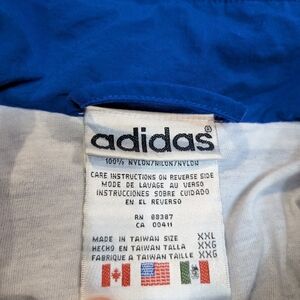 adidas®
100% NYLON/NILON/NYLON
CARE INSTRUCTIONS ON REVERSE SIDE
MODE DE LAVAGE AU VERSO
INSTRUCCIONES SOBRE CUIDADO
EN EL REVERSO
RN 88387
CA 00411
MADE IN TAIWAN SIZE XXL
HECHO EN TAIWAN TALLA XXG
FABRIQUE A TAIWAN TAILLE XXG